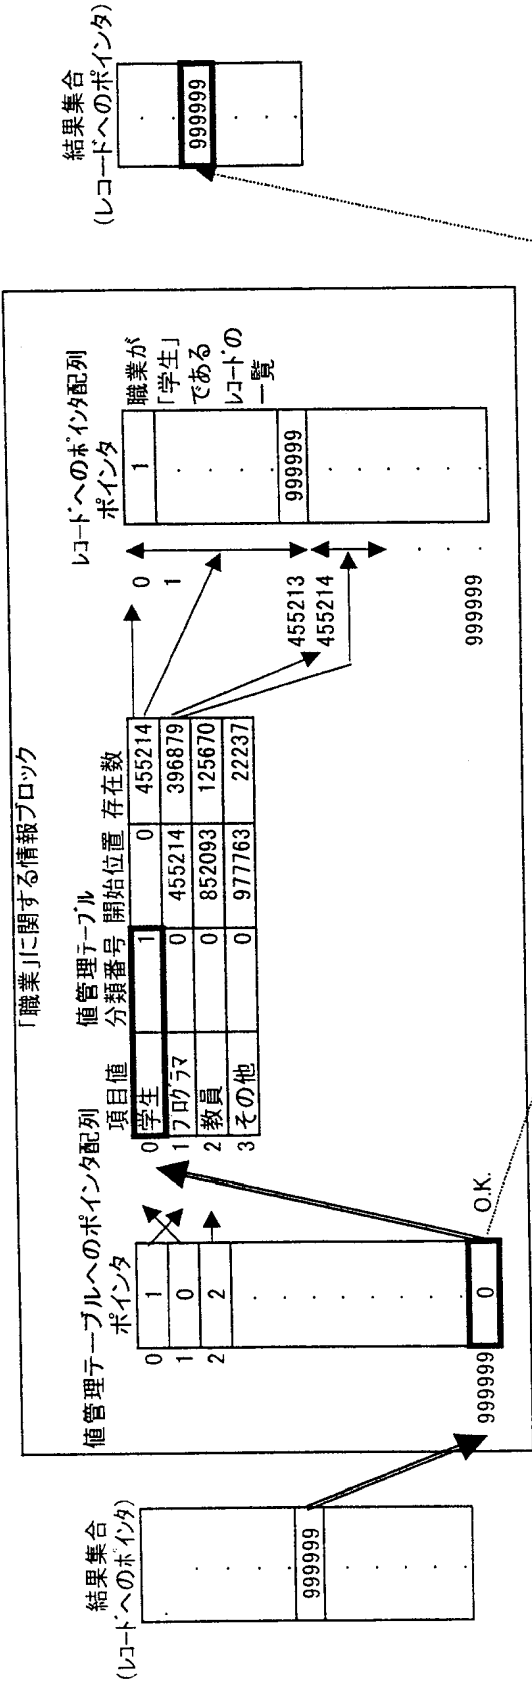 結果集合
(レコードへのポインタ)
999999
「職業」に関する情報ブロック
値管理テーブルへのポインタ配列
ポインタ
0 1
1 0
2 2
999999 0
O.K.
値管理テーブル
項目値 分類番号 開始位置 存在数
0 学生 1 0 455214
1 プログラマ 0 455214 396879
2 教員 0 852093 125670
3 その他 0 977763 22237
レコードへのポインタ配列
ポインタ
0 1
1
455213 999999
455214
999999
職業が
「学生」
である
レコードの
一覧
結果集合
(レコードへのポインタ)
999999